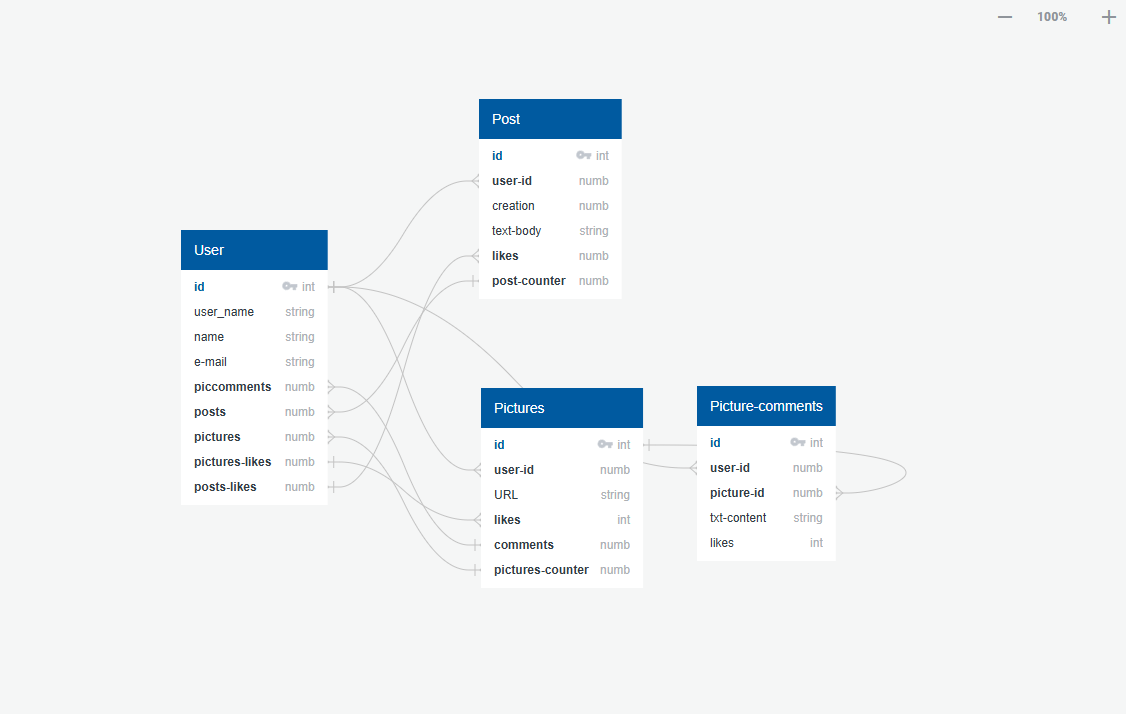 100%
Post
id int
user-id numb
creation numb
text-body string
likes numb
post-counter numb
User
id int
user_name string
name string
e-mail string
piccomments numb
posts numb
pictures numb
pictures-likes numb
posts-likes numb
Pictures
id int
user-id numb
URL string
likes int
comments numb
pictures-counter numb
Picture-comments
id int
user-id numb
picture-id numb
txt-content string
likes int